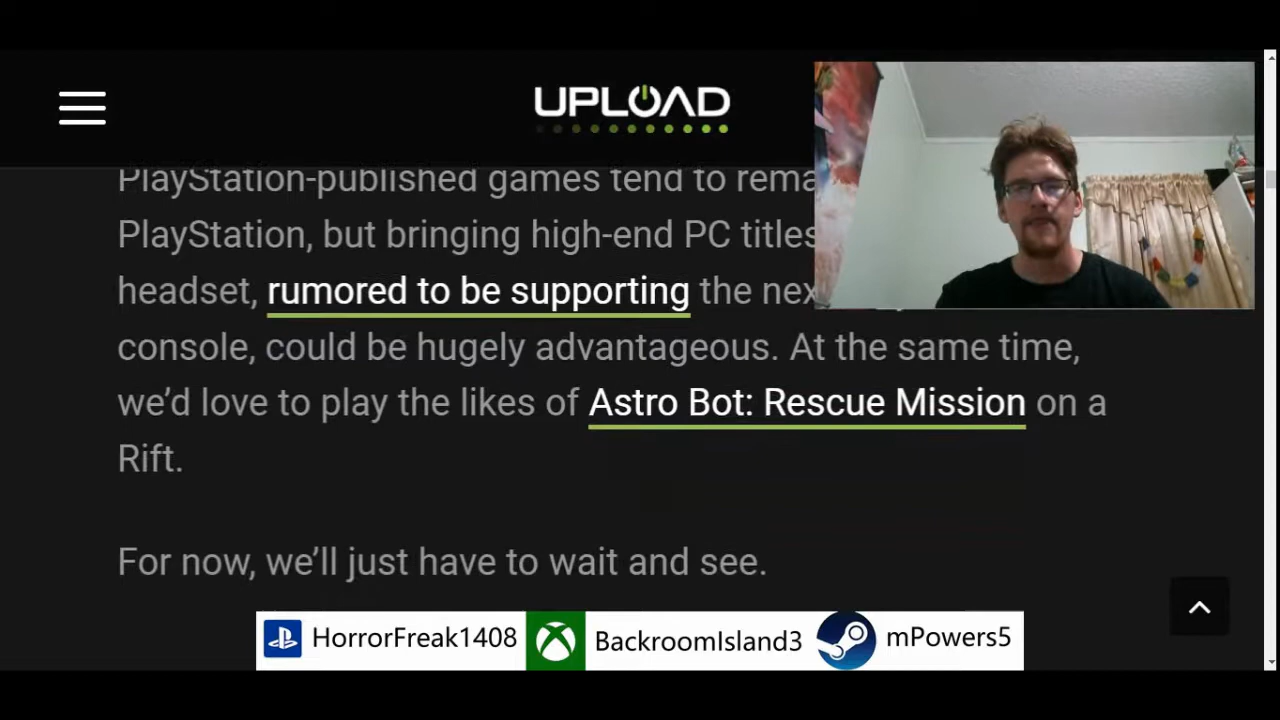 UPLOAD
PlayStation-published games tend to
PlayStation, but bringing high-end PC titles
headset, rumored to be supporting the
console, could be hugely advantageous. At the same time,
we’d love to play the likes of Astro Bot: Rescue Mission on a
Rift.
For now, we’ll just have to wait and see.
HorrorFreak1408 BackroomIsland3 mPowers5